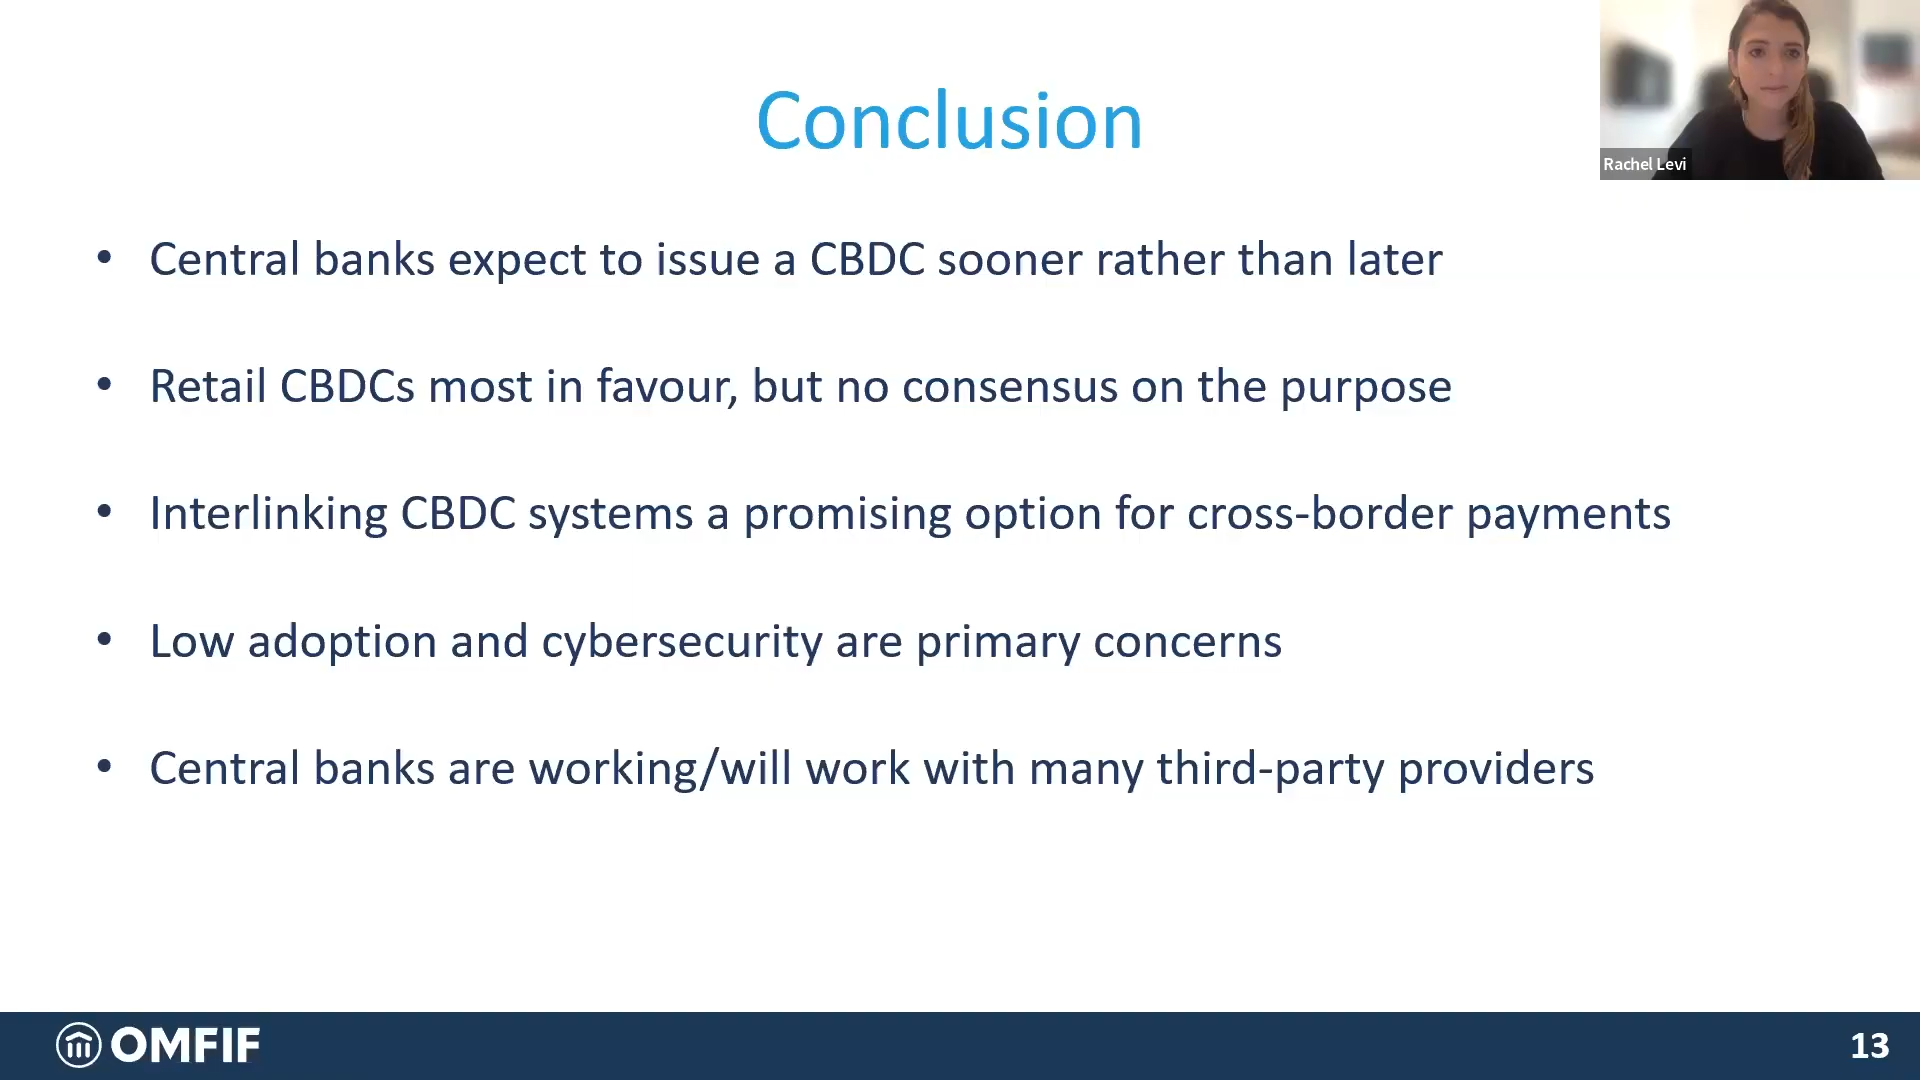 Conclusion
Rachel Levi
• Central banks expect to issue a CBDC sooner rather than later
• Retail CBDCs most in favour, but no consensus on the purpose
• Interlinking CBDC systems a promising option for cross-border payments
• Low adoption and cybersecurity are primary concerns
• Central banks are working/will work with many third-party providers
OMFIF
13